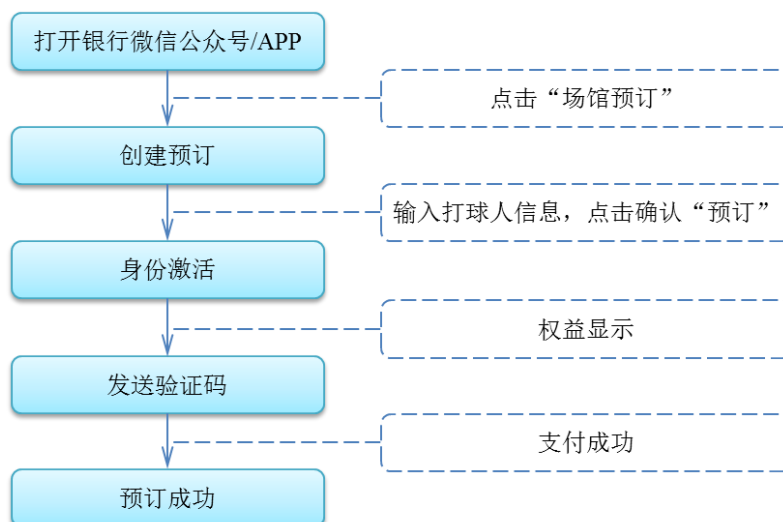 打开银行微信公众号/APP
点击“场馆预订”
创建预订
输入打球人信息，点击确认“预订”
身份激活
权益显示
发送验证码
支付成功
预订成功